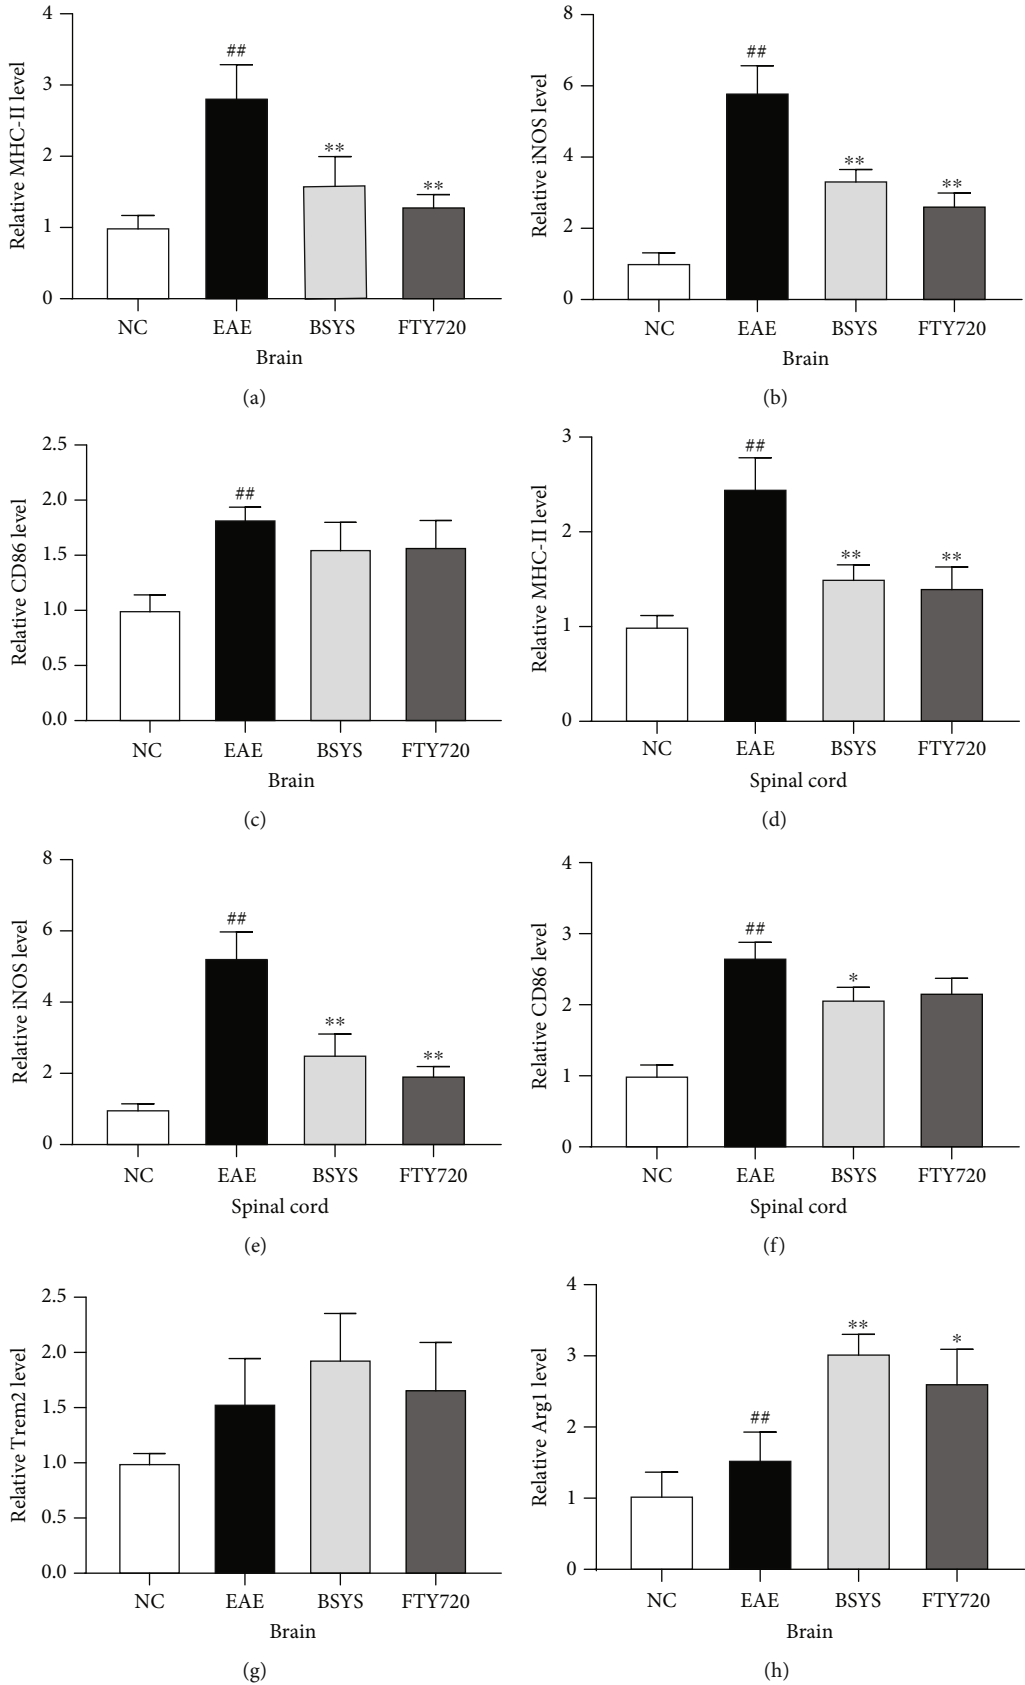 Relative MHC-II level
4
3
2
1
0
##
**
**
NC EAE BSYS FTY720
Brain
(a)
Relative iNOS level
8
6
4
2
0
##
**
**
NC EAE BSYS FTY720
Brain
(b)
Relative CD86 level
2.5
2.0
1.5
1.0
0.5
0.0
##
NC EAE BSYS FTY720
Brain
(c)
Relative MHC-II level
3
2
1
0
##
**
**
NC EAE BSYS FTY720
Spinal cord
(d)
Relative iNOS level
8
6
4
2
0
##
**
**
NC EAE BSYS FTY720
Spinal cord
(e)
Relative CD86 level
4
3
2
1
0
##
*
NC EAE BSYS FTY720
Spinal cord
(f)
Relative Trem2 level
2.5
2.0
1.5
1.0
0.5
0.0
NC EAE BSYS FTY720
Brain
(g)
Relative Arg1 level
4
3
2
1
0
##
**
*
NC EAE BSYS FTY720
Brain
(h)